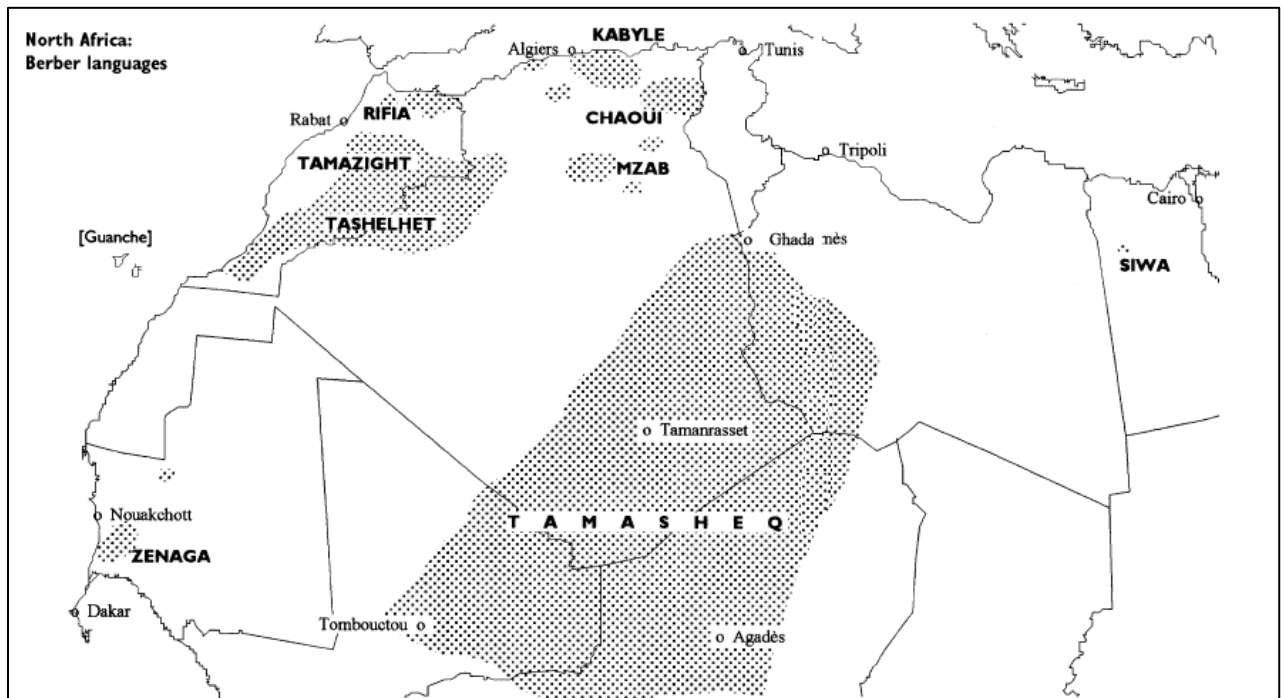 North Africa:
Berber languages
KABYLE
Algiers
Tunis
CHAOUI
RIFIA
Rabat
TAMAZIGHT
MZAB
Tripoli
TASHELHET
[Guanche]
Cairo
SIWA
Ghada mès
Tamanrasset
TAMASHEQ
Nouakchott
ZENAGA
Dakar
Tombouctou
Agadès